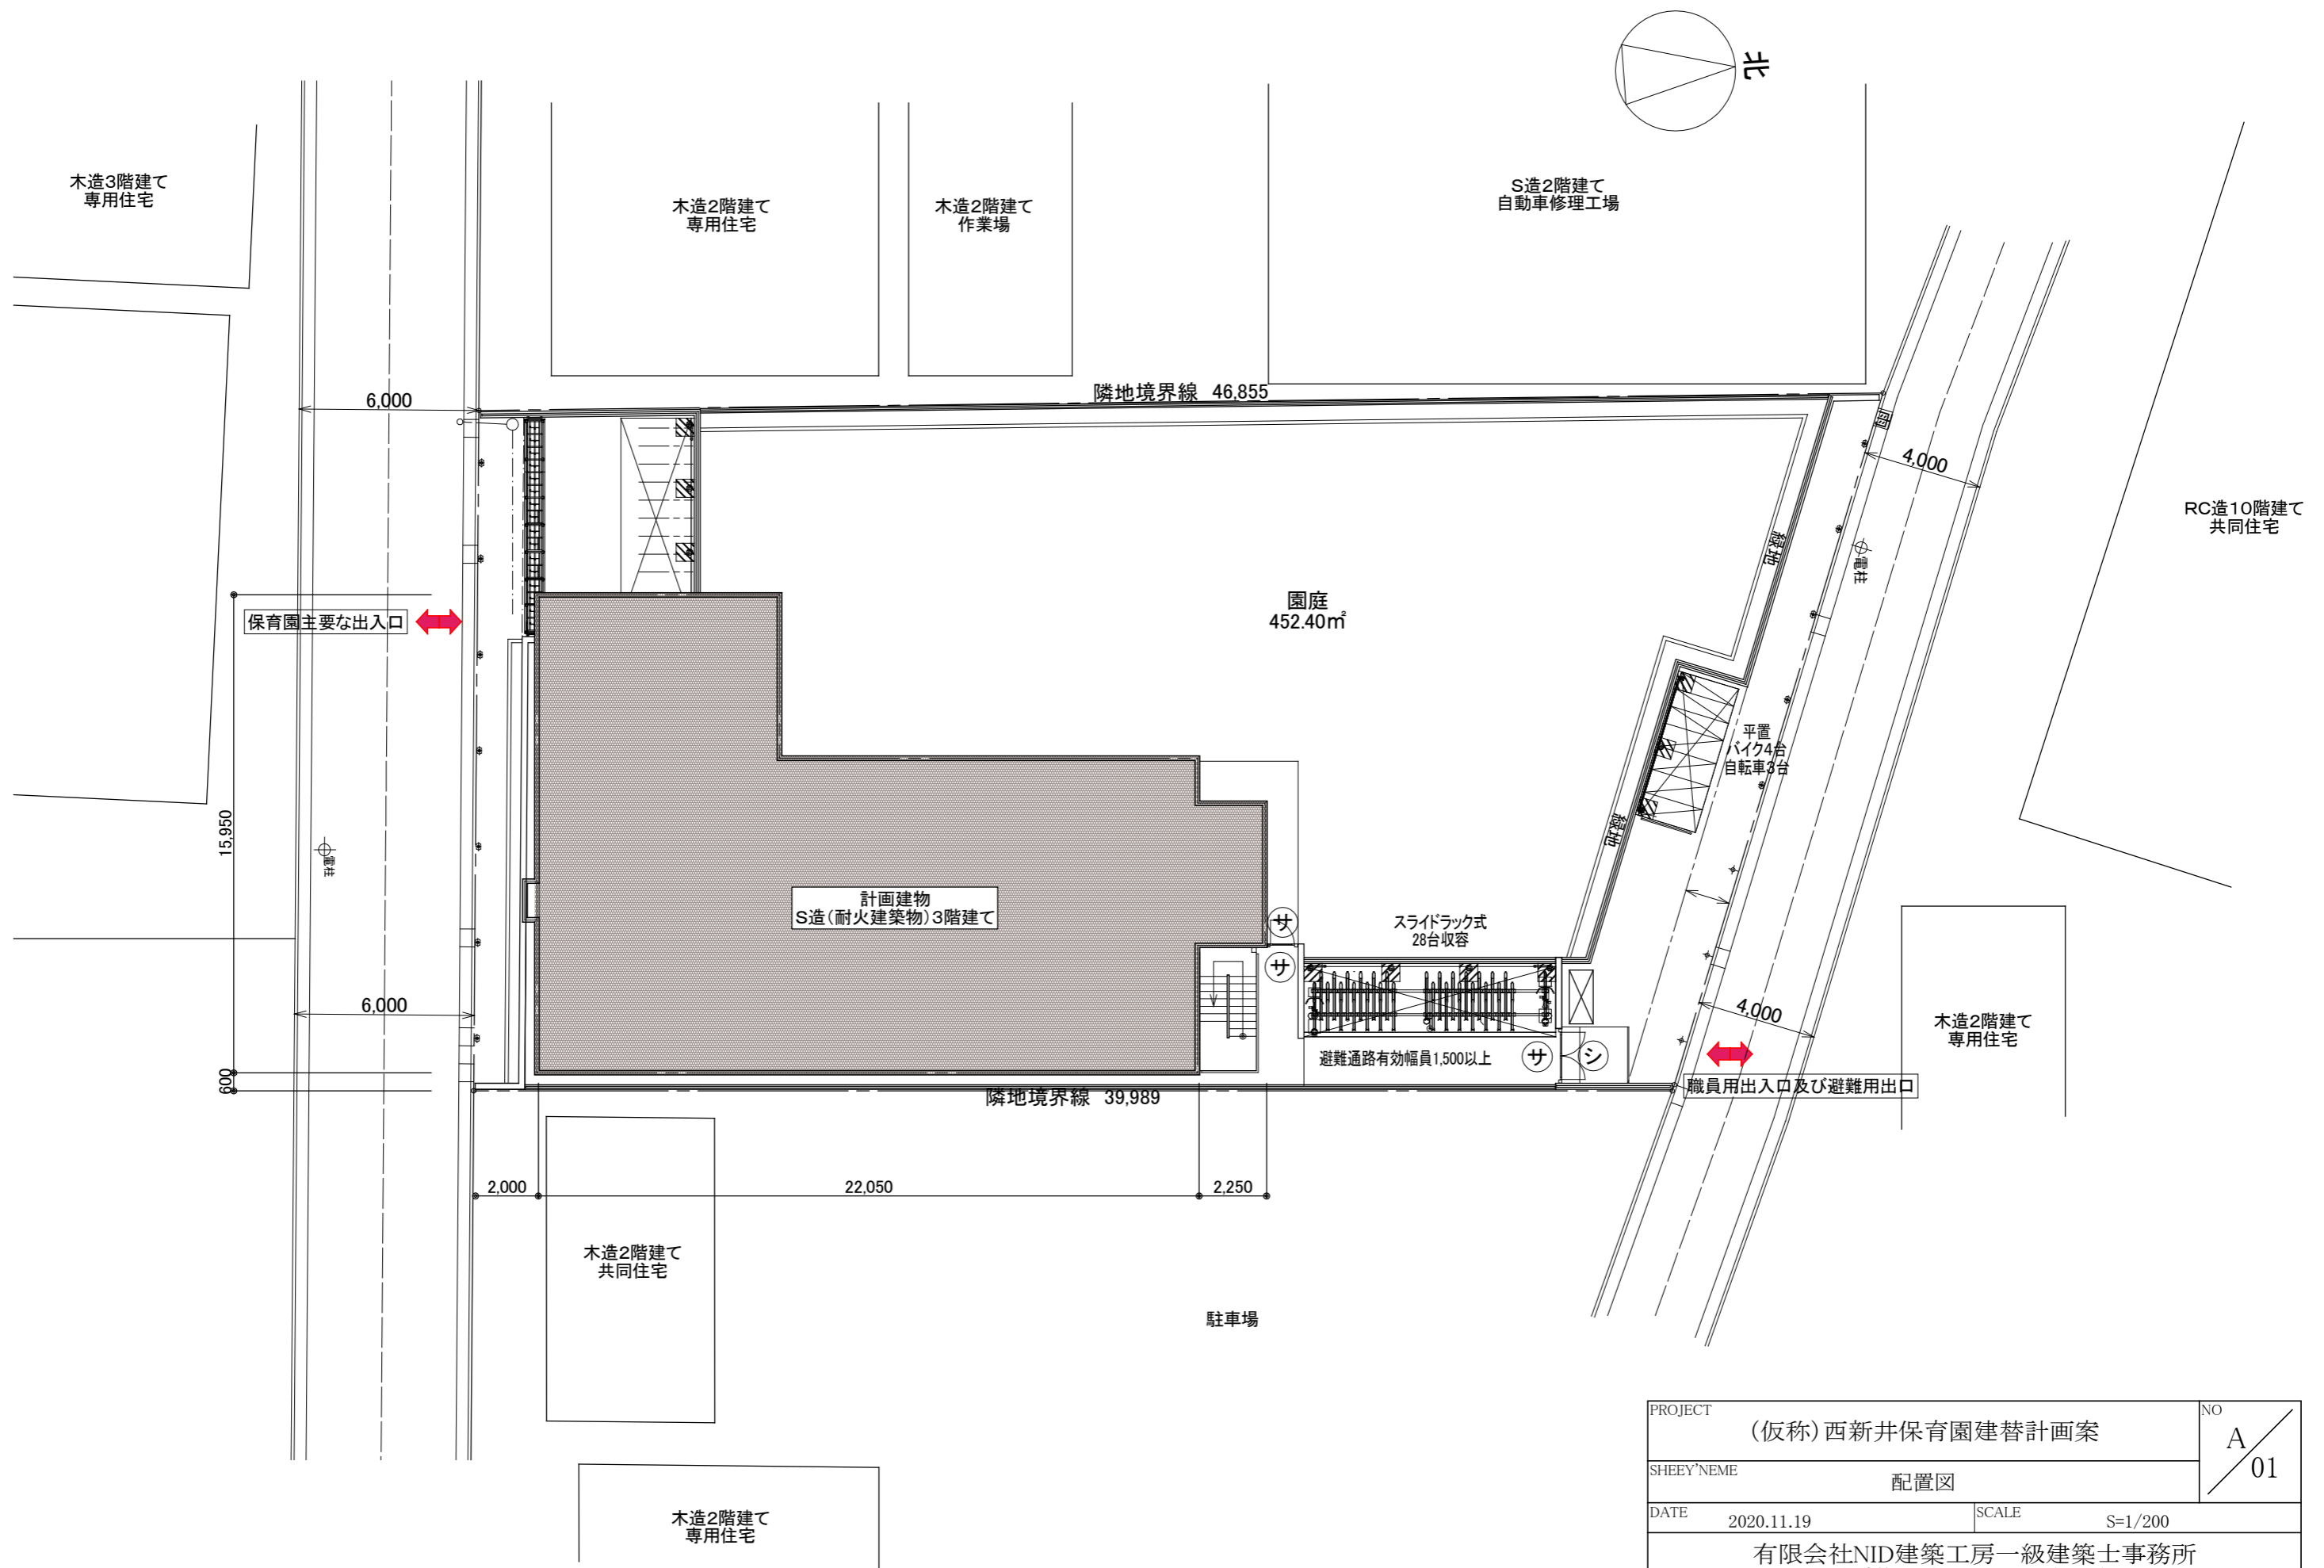 北
木造3階建て
専用住宅
木造2階建て
専用住宅
木造2階建て
作業場
S造2階建て
自動車修理工場
RC造10階建て
共同住宅
隣地境界線 46,855
6,000
雨
4,000
緑地
電柱
園庭
452.40㎡
保育園主要な出入口
平置
バイク4台
自転車3台
緑地
15,950
電柱
計画建物
S造(耐火建築物)3階建て
サ
サ
スライドラック式
28台収容
6,000
4,000
木造2階建て
専用住宅
避難通路有効幅員1,500以上
サ
シ
600
職員用出入口及び避難用出口
隣地境界線 39,989
2,000
22,050
2,250
木造2階建て
共同住宅
駐車場
木造2階建て
専用住宅
PROJECT
(仮称)西新井保育園建替計画案
NO
A
01
SHEEY'NEME
配置図
DATE
2020.11.19
SCALE
S=1/200
有限会社NID建築工房一級建築士事務所